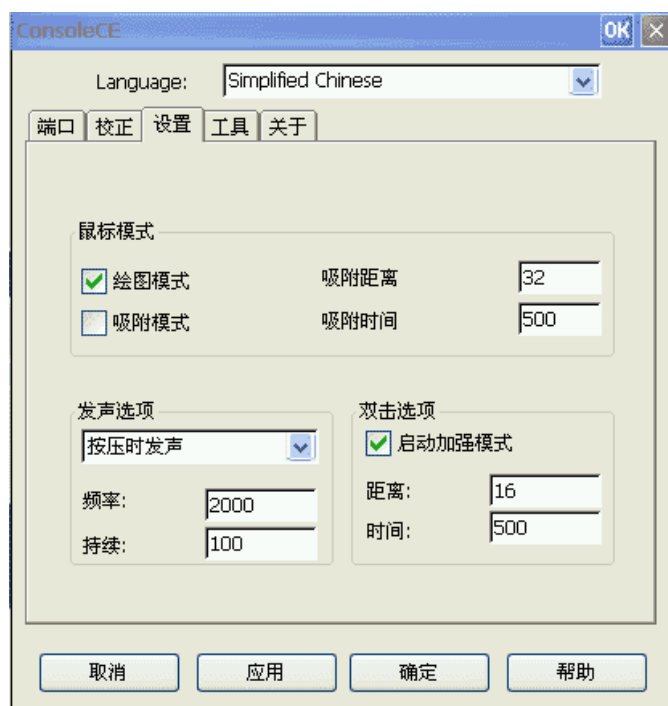 ConsoleCE OK
Language: Simplified Chinese
端口 校正 设置 工具 关于
鼠标模式
绘图模式 吸附距离 32
吸附模式 吸附时间 500
发声选项
按压时发声
频率: 2000
持续: 100
双击选项
启动加强模式
距离: 16
时间: 500
取消 应用 确定 帮助